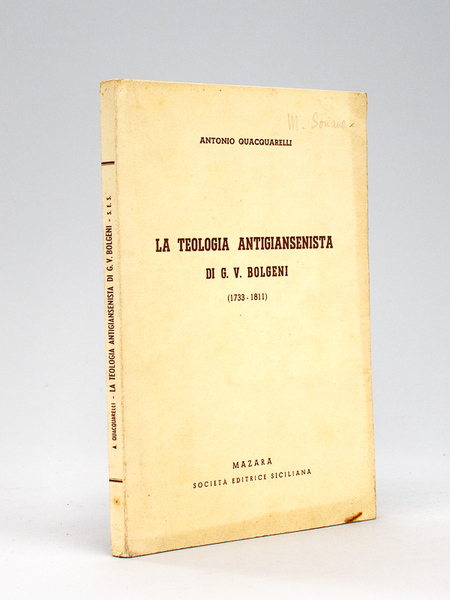 ANTONIO QUACQUARELLI
LA TEOLOGIA ANTIGIANSENISTA
DI G. V. BOLGENI
(1733-1811)
MAZARA
SOCIETÀ EDITRICE SICILIANA
A. QUACQUARELLI - LA TEOLOGIA ANTIGIANSENISTA DI G. V. BOLGENI - S. E. S.